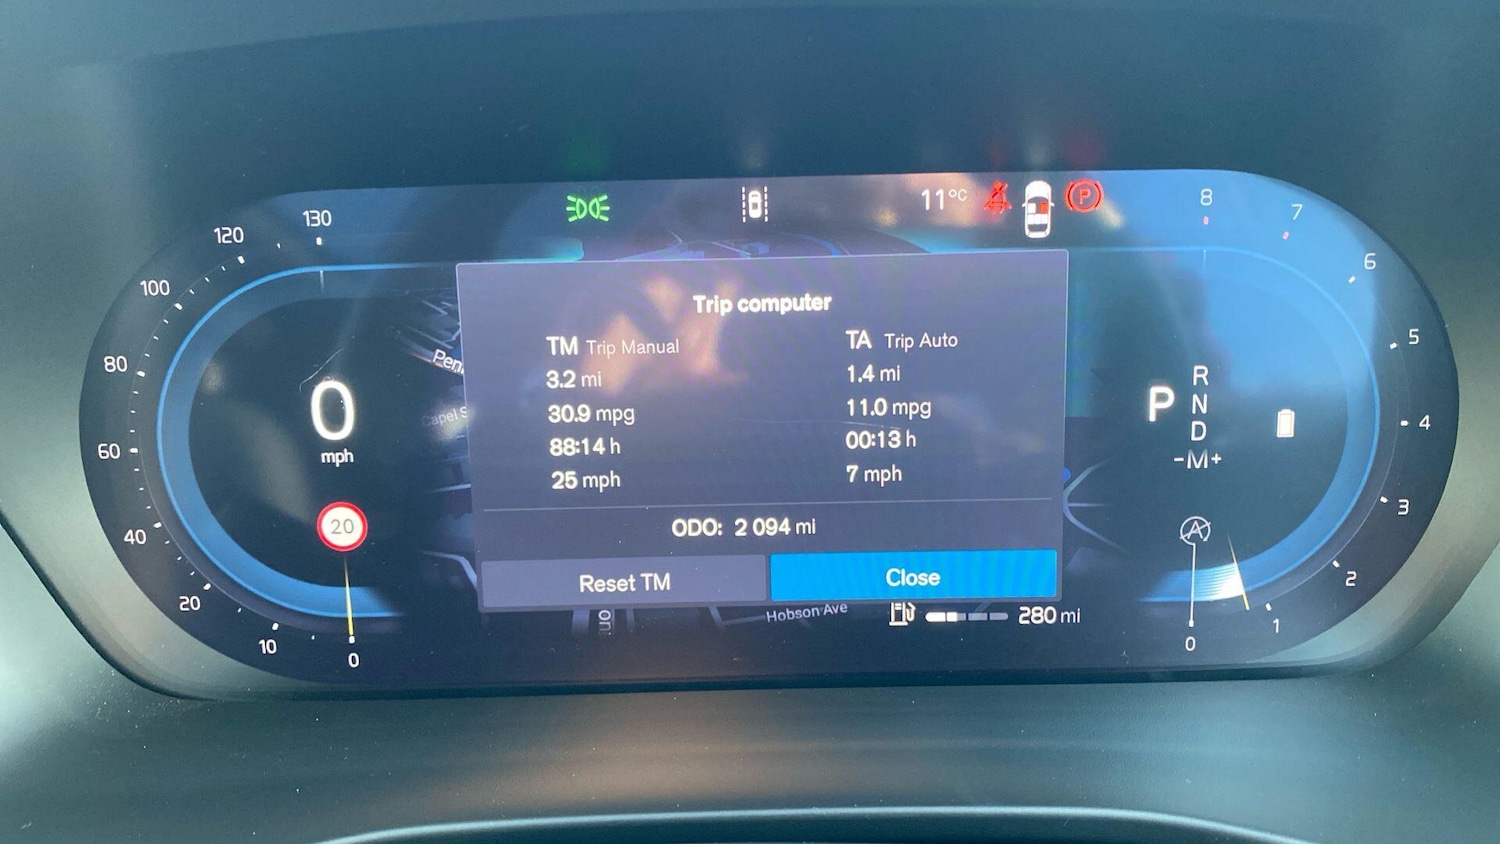 130
120
100
80
60
40
20
10
0
0
mph
20
11°C
P
Trip computer
TM Trip Manual
3.2 mi
30.9 mpg
88:14 h
25 mph
TA Trip Auto
1.4 mi
11.0 mpg
00:13 h
7 mph
ODO: 2 094 mi
Reset TM
Close
Hobson Ave
280 mi
P
R
N
D
-M+
A
8
7
6
5
4
3
2
1
0